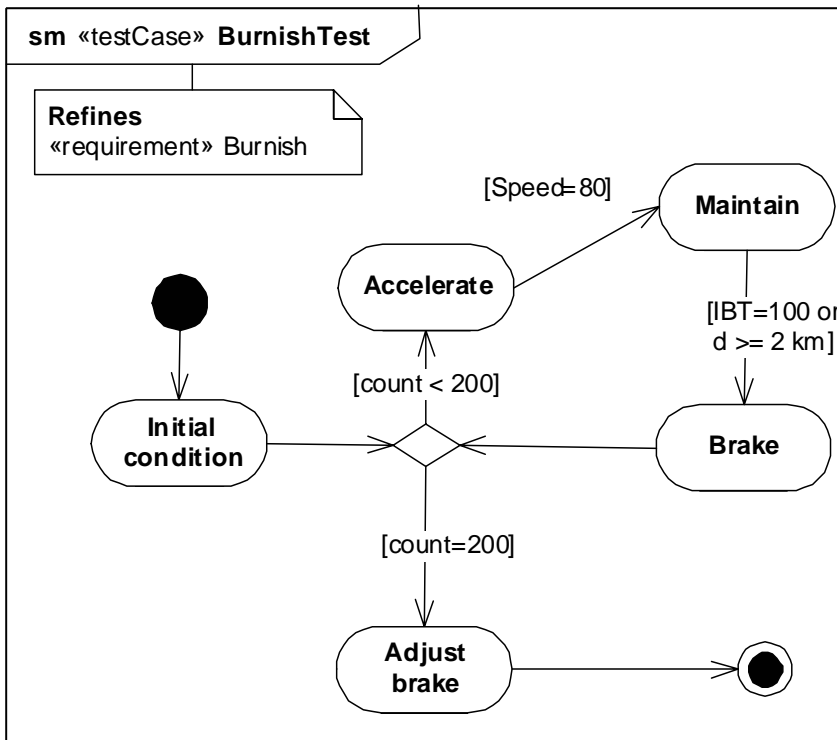 sm «testCase» BurnishTest
Refines
«requirement» Burnish
[Speed=80]
Maintain
Accelerate
[IBT=100 or
d >= 2 km]
[count < 200]
Initial
condition
Brake
[count=200]
Adjust
brake